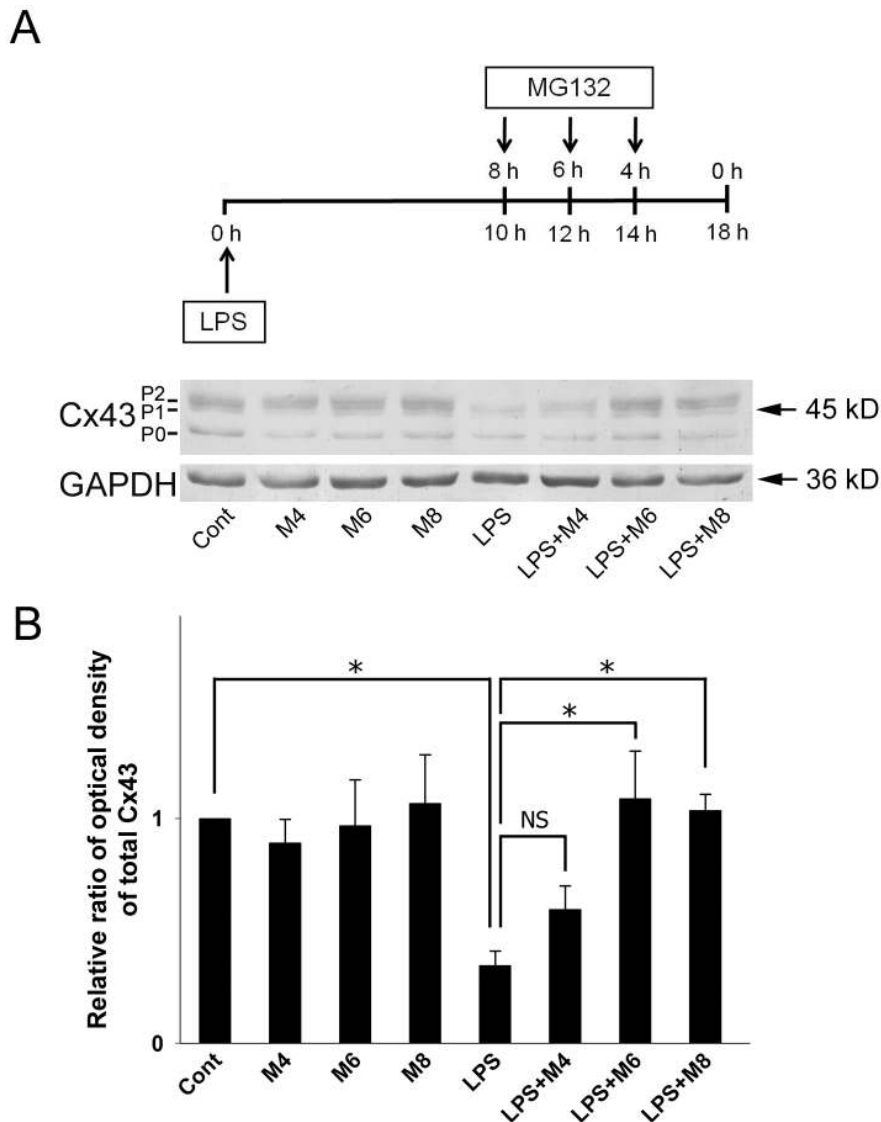 A
MG132
8 h 6 h 4 h 0 h
0 h 10 h 12 h 14 h 18 h
LPS
Cx43 P2 P1 P0 45 kD
GAPDH 36 kD
Cont M4 M6 M8 LPS LPS+M4 LPS+M6 LPS+M8
B
Relative ratio of optical density
of total Cx43
* *
*
NS
1
0
Cont M4 M6 M8 LPS LPS+M4 LPS+M6 LPS+M8